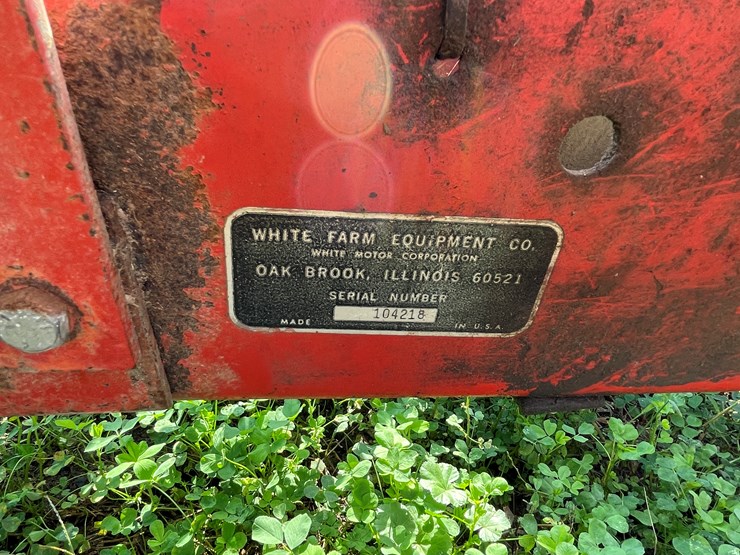 WHITE FARM EQUIPMENT CO.
WHITE MOTOR CORPORATION
OAK BROOK, ILLINOIS 60521
SERIAL NUMBER
104218
MADE IN U.S.A.